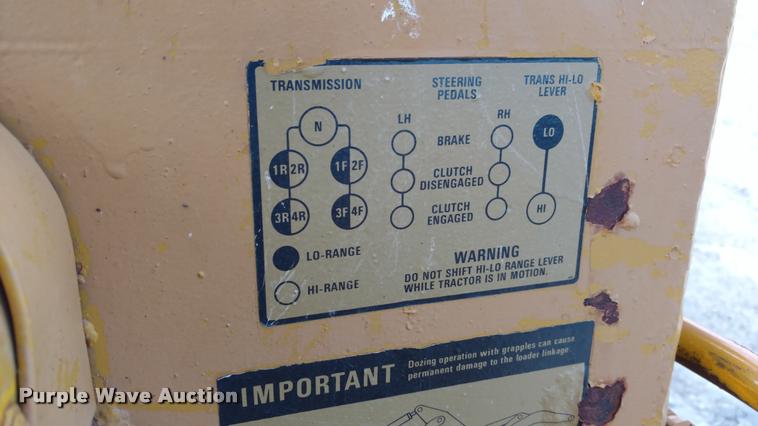 TRANSMISSION
N
1R 2R 1F 2F
3R 4R 3F 4F
LO-RANGE
HI-RANGE
STEERING
PEDALS
LH RH
BRAKE
CLUTCH
DISENGAGED
CLUTCH
ENGAGED
TRANS HI-LO
LEVER
LO
HI
WARNING
DO NOT SHIFT HI-LO RANGE LEVER
WHILE TRACTOR IS IN MOTION.
IMPORTANT
Dozing operation with grapples can cause
permanent damage to the loader linkage.
Purple Wave Auction